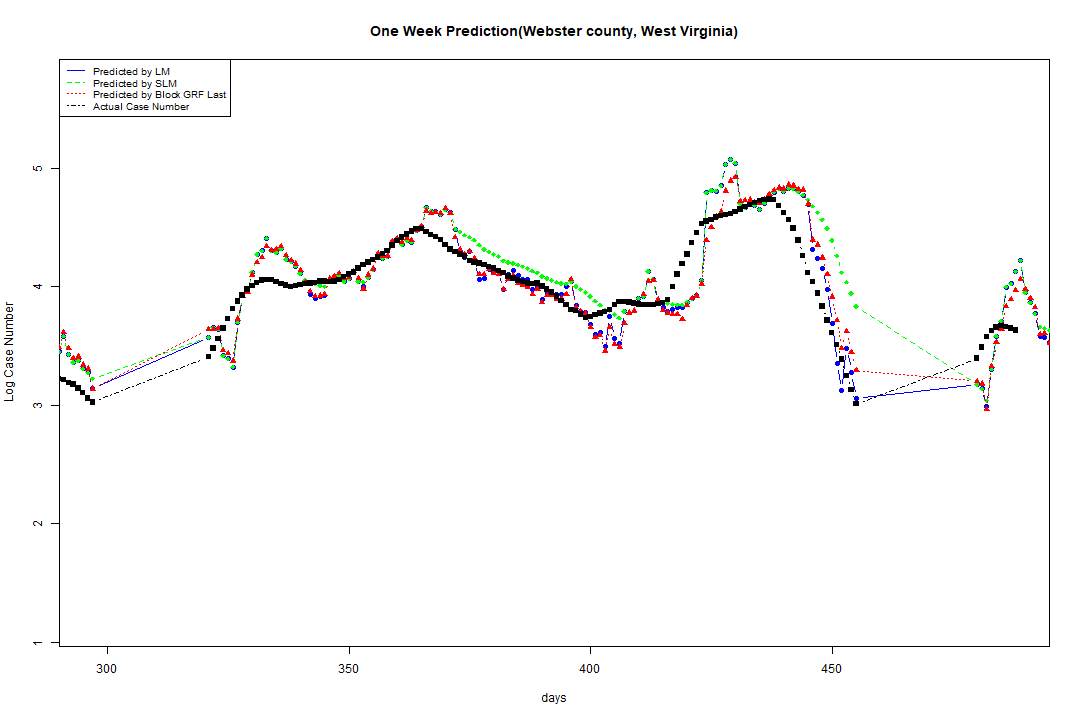 One Week Prediction(Webster county, West Virginia)
Predicted by LM
Predicted by SLM
Predicted by Block GRF Last
Actual Case Number
5
4
3
2
1
Log Case Number
300 350 400 450
days